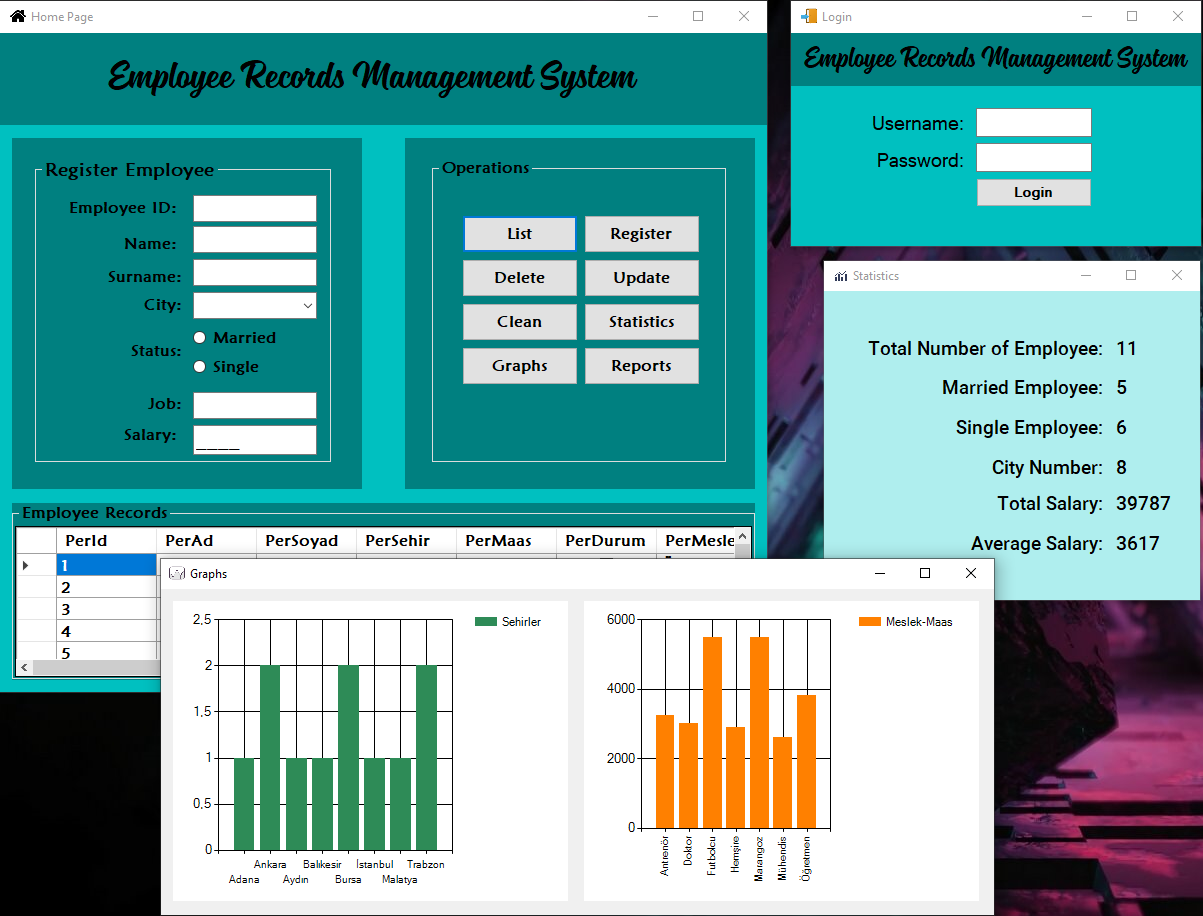 Home Page
Employee Records Management System
Register Employee
Employee ID:
Name:
Surname:
City:
Status:
Married
Single
Job:
Salary:
____
Operations
List
Register
Delete
Update
Clean
Statistics
Graphs
Reports
Employee Records
PerId PerAd PerSoyad PerSehir PerMaas PerDurum PerMesle
1
2
3
4
5
Login
Employee Records Management System
Username:
Password:
Login
Statistics
Total Number of Employee: 11
Married Employee: 5
Single Employee: 6
City Number: 8
Total Salary: 39787
Average Salary: 3617
Graphs
2,5
2
1,5
1
0,5
0
Ankara Balıkesir İstanbul Trabzon
Adana Aydın Bursa Malatya
Sehirler
6000
4000
2000
0
Antrenör
Doktor
Futbolcu
Hemşire
Marangoz
Mühendis
Öğretmen
Meslek-Maas